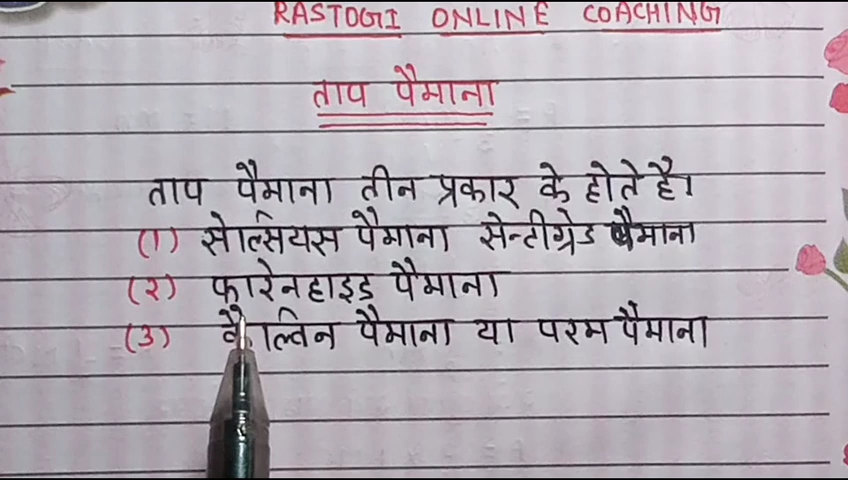 RASTOGI ONLINE COACHING
ताप पैमाना
ताप पैमाना तीन प्रकार के होते है।
(1) सेल्सियस पैमाना सेन्टीग्रेड पैमाना
(२) फारेनहाइड पैमाना
(3) कैल्विन पैमाना या परम पैमाना